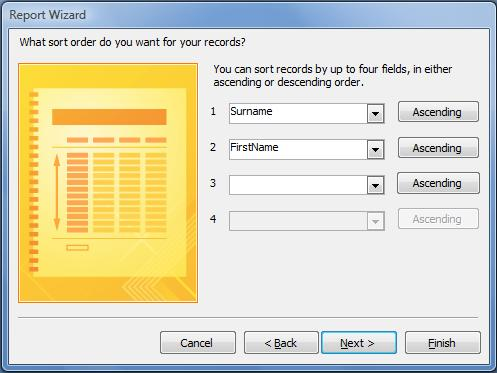 Report Wizard
What sort order do you want for your records?
You can sort records by up to four fields, in either
ascending or descending order.
1 Surname Ascending
2 FirstName Ascending
3 Ascending
4 Ascending
Cancel < Back Next > Finish